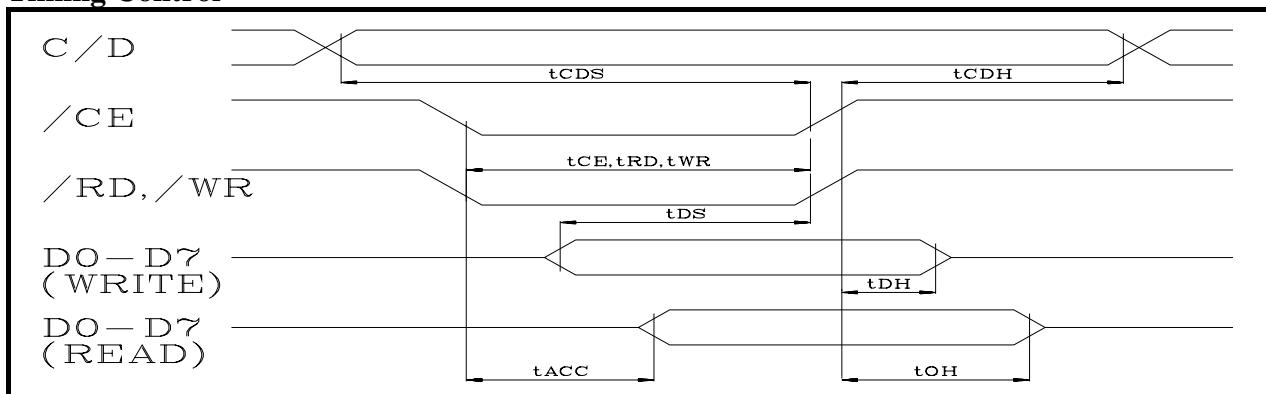 Timing Control
C/D
tCDS
tCDH
/CE
tCE,tRD,tWR
/RD,/WR
tDS
D0-D7
(WRITE)
tDH
D0-D7
(READ)
tACC
tOH